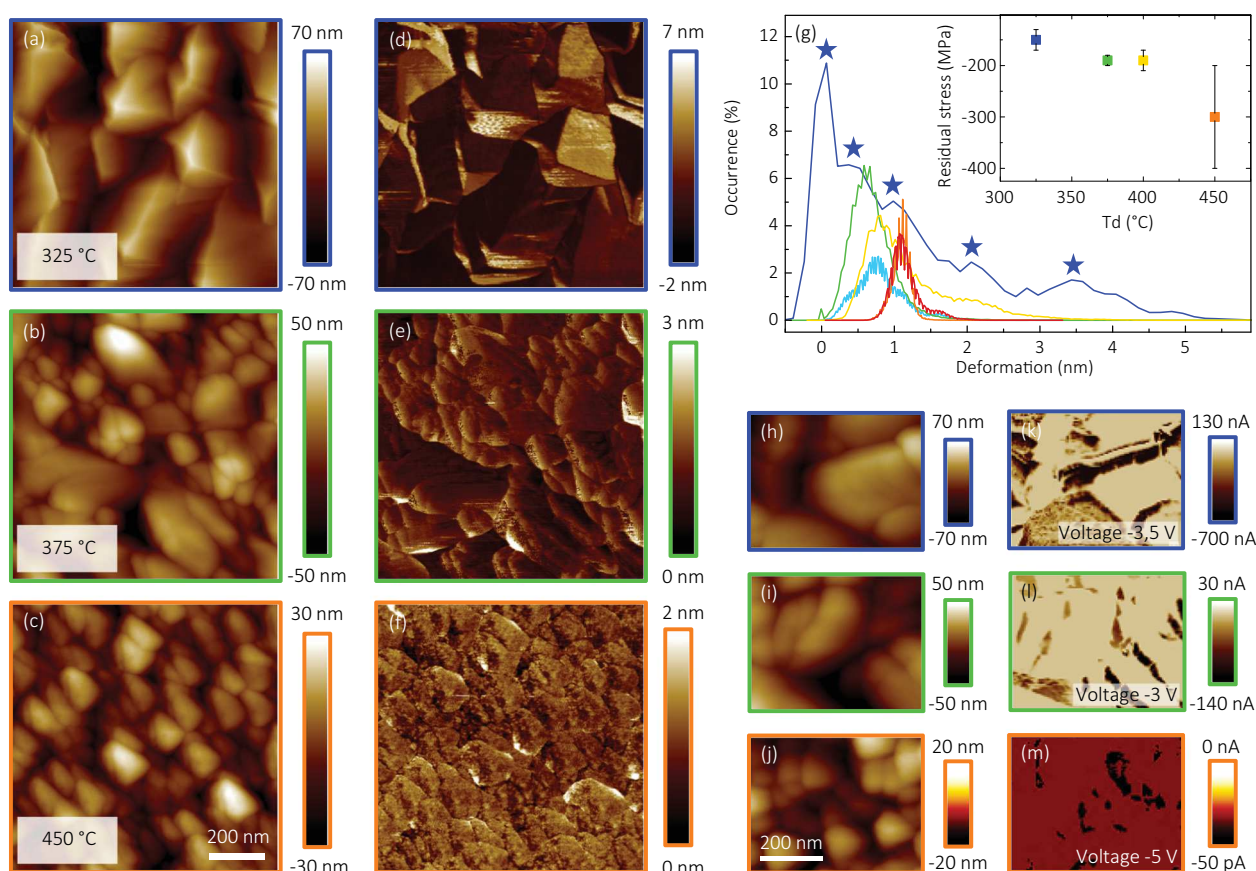 (a)
325 °C
70 nm
-70 nm
(d)
7 nm
-2 nm
(b)
375 °C
50 nm
-50 nm
(e)
3 nm
0 nm
(c)
450 °C
200 nm
30 nm
-30 nm
(f)
2 nm
0 nm
(g)
12
10
8
6
4
2
0
Occurrence (%)
0 1 2 3 4 5
Deformation (nm)
-200
-300
-400
Residual stress (MPa)
300 350 400 450
Td (°C)
(h)
70 nm
-70 nm
(k)
Voltage -3,5 V
130 nA
-700 nA
(i)
50 nm
-50 nm
(l)
Voltage -3 V
30 nA
-140 nA
(j)
200 nm
20 nm
-20 nm
(m)
Voltage -5 V
0 nA
-50 pA